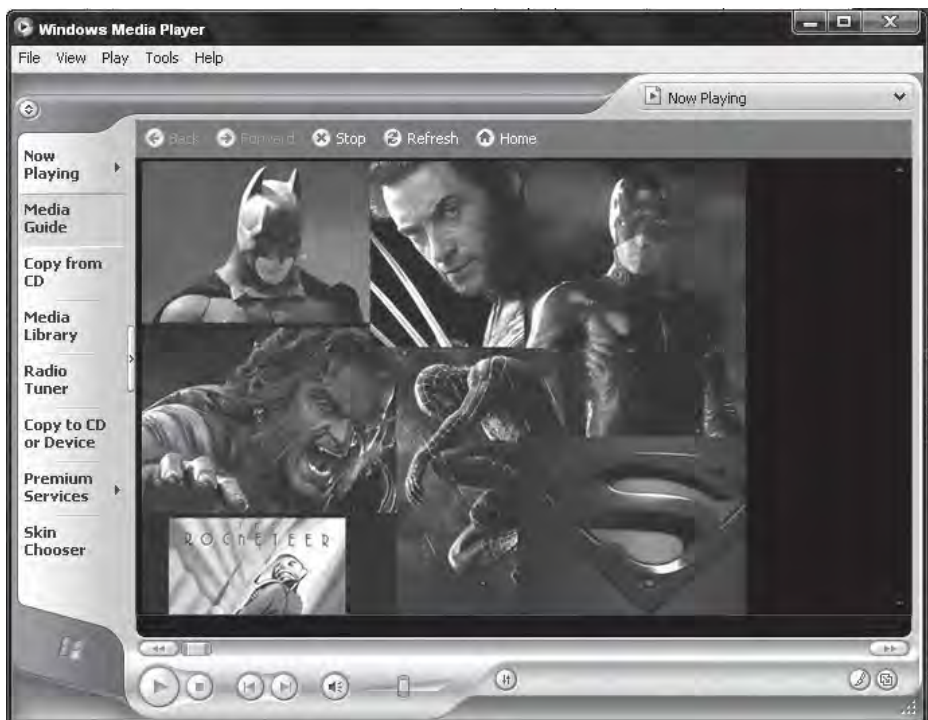 Windows Media Player
File View Play Tools Help
Now Playing
Back Forward Stop Refresh Home
Now
Playing
Media
Guide
Copy from
CD
Media
Library
Radio
Tuner
Copy to CD
or Device
Premium
Services
Skin
Chooser
THE
ROCKETEER